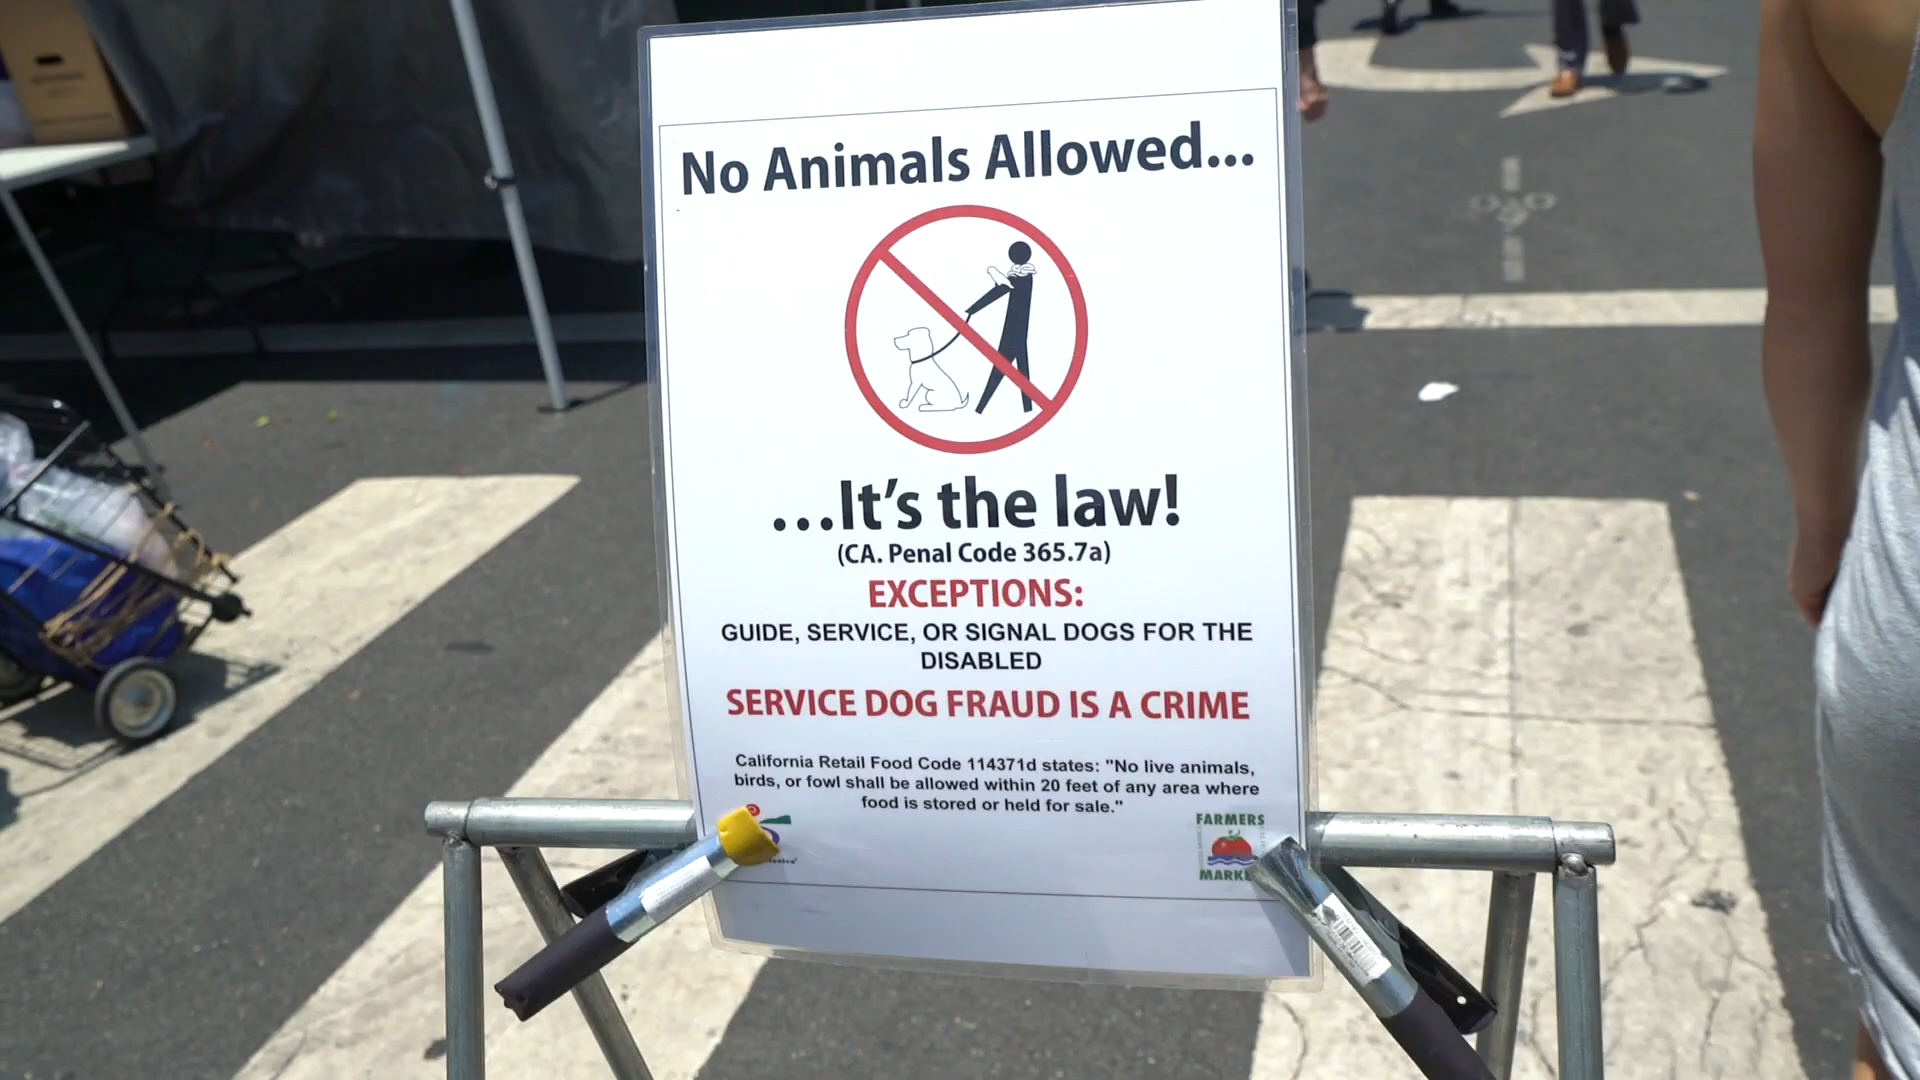 No Animals Allowed...
...It's the law!
(CA. Penal Code 365.7a)
EXCEPTIONS:
GUIDE, SERVICE, OR SIGNAL DOGS FOR THE
DISABLED
SERVICE DOG FRAUD IS A CRIME
California Retail Food Code 114371d states: "No live animals,
birds, or fowl shall be allowed within 20 feet of any area where
food is stored or held for sale."
FARMERS